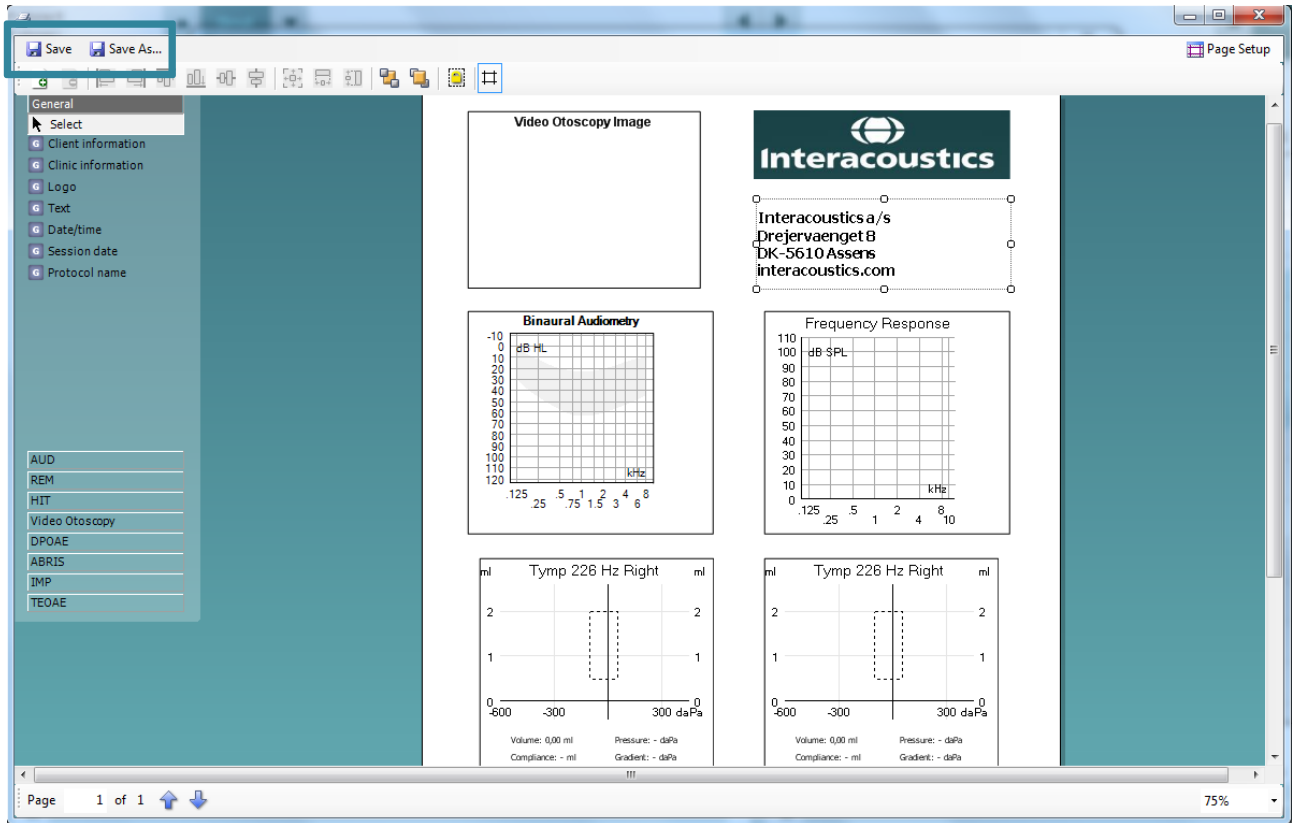 Save Save As... Page Setup
General
Select
Client information
Clinic information
Logo
Text
Date/time
Session date
Protocol name
AUD
REM
HIT
Video Otoscopy
DPOAE
ABRIS
IMP
TEOAE
Video Otoscopy Image
Interacoustics
Interacoustics a/s
Drejervaenget 8
DK-5610 Assens
interacoustics.com
Binaural Audiometry
-10
0 dB HL
10
20
30
40
50
60
70
80
90
100
110 kHz
120
.125 .5 1 2 4 8
.25 .75 1.5 3 6
Frequency Response
110
100 dB SPL
90
80
70
60
50
40
30
20
10 kHz
0
.125 .5 2 8
.25 1 4 10
ml Tymp 226 Hz Right ml
2 2
1 1
0 0
-600 -300 300 daPa
Volume: 0,00 ml Pressure: - daPa
Compliance: - ml Gradient: - daPa
ml Tymp 226 Hz Right ml
2 2
1 1
0 0
-600 -300 300 daPa
Volume: 0,00 ml Pressure: - daPa
Compliance: - ml Gradient: - daPa
Page 1 of 1 75%